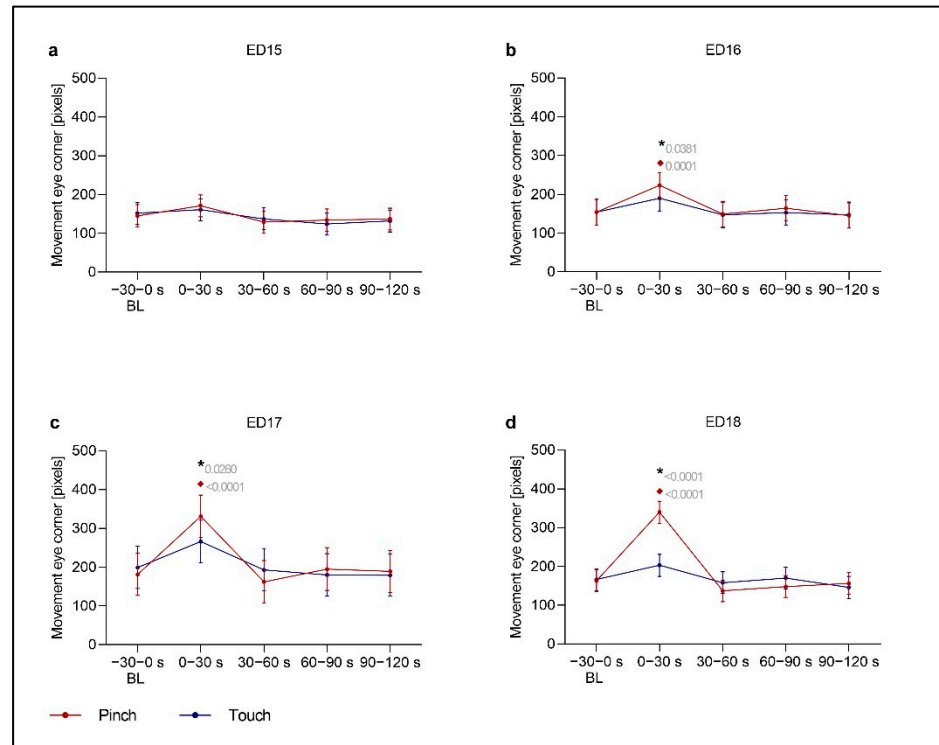 a ED15
Movement eye corner [pixels]
500
400
300
200
100
0
−30–0 s 0–30 s 30–60 s 60–90 s 90–120 s
BL
b ED16
Movement eye corner [pixels]
500
400
300
200
100
0
* 0.0381
0.0001
−30–0 s 0–30 s 30–60 s 60–90 s 90–120 s
BL
c ED17
Movement eye corner [pixels]
500
400
300
200
100
0
* 0.0260
<0.0001
−30–0 s 0–30 s 30–60 s 60–90 s 90–120 s
BL
d ED18
Movement eye corner [pixels]
500
400
300
200
100
0
* <0.0001
<0.0001
−30–0 s 0–30 s 30–60 s 60–90 s 90–120 s
BL
Pinch Touch